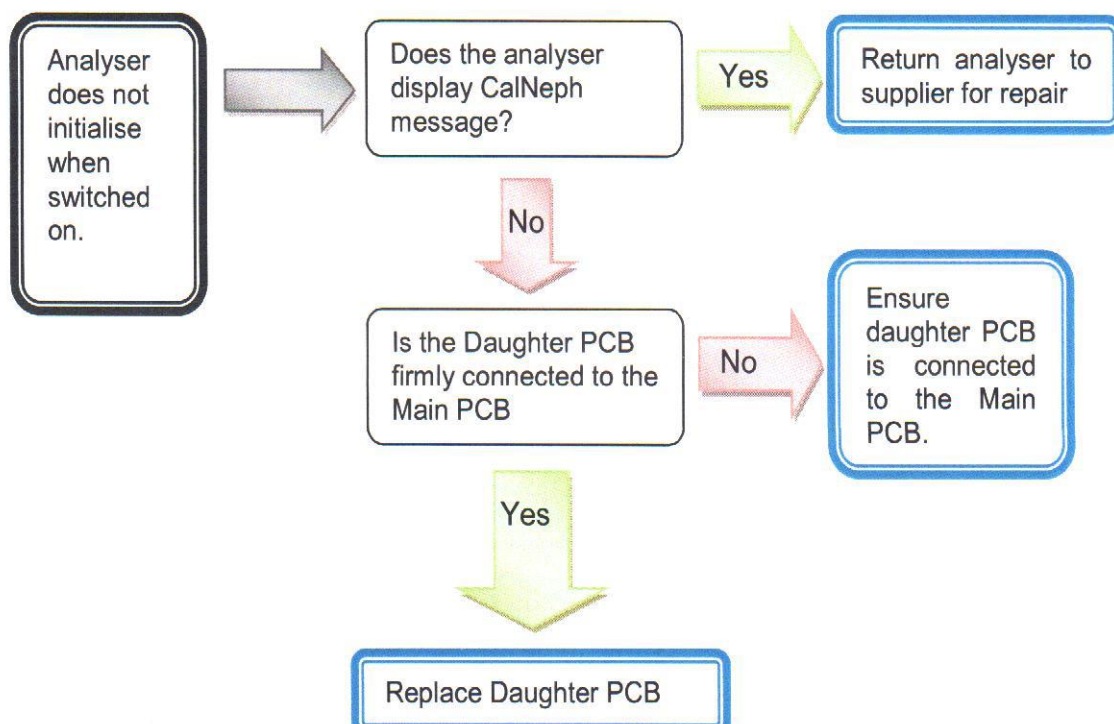 Analyser
does not
initialise
when
switched
on.
Does the analyser
display CalNeph
message?
Yes
Return analyser to
supplier for repair
No
Is the Daughter PCB
firmly connected to the
Main PCB
No
Ensure
daughter PCB
is connected
to the Main
PCB.
Yes
Replace Daughter PCB